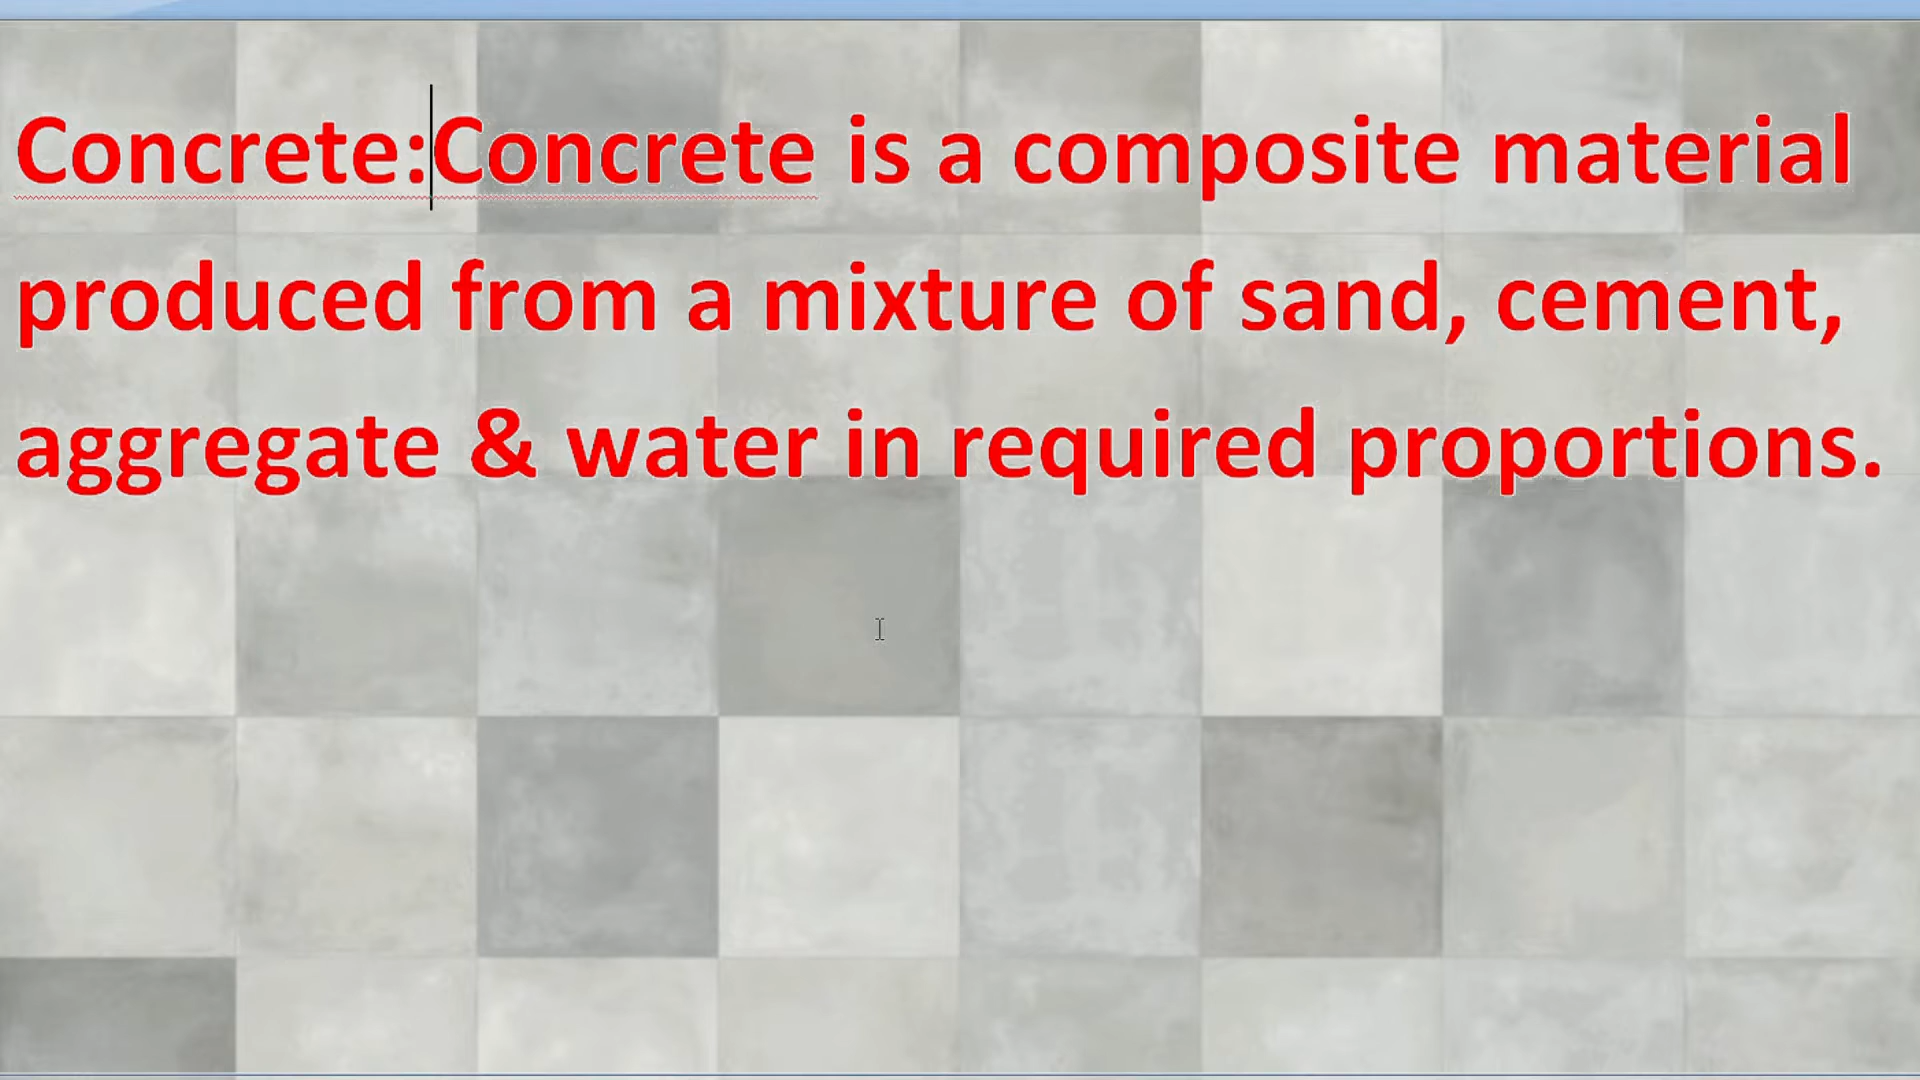 Concrete:Concrete is a composite material
produced from a mixture of sand, cement,
aggregate & water in required proportions.